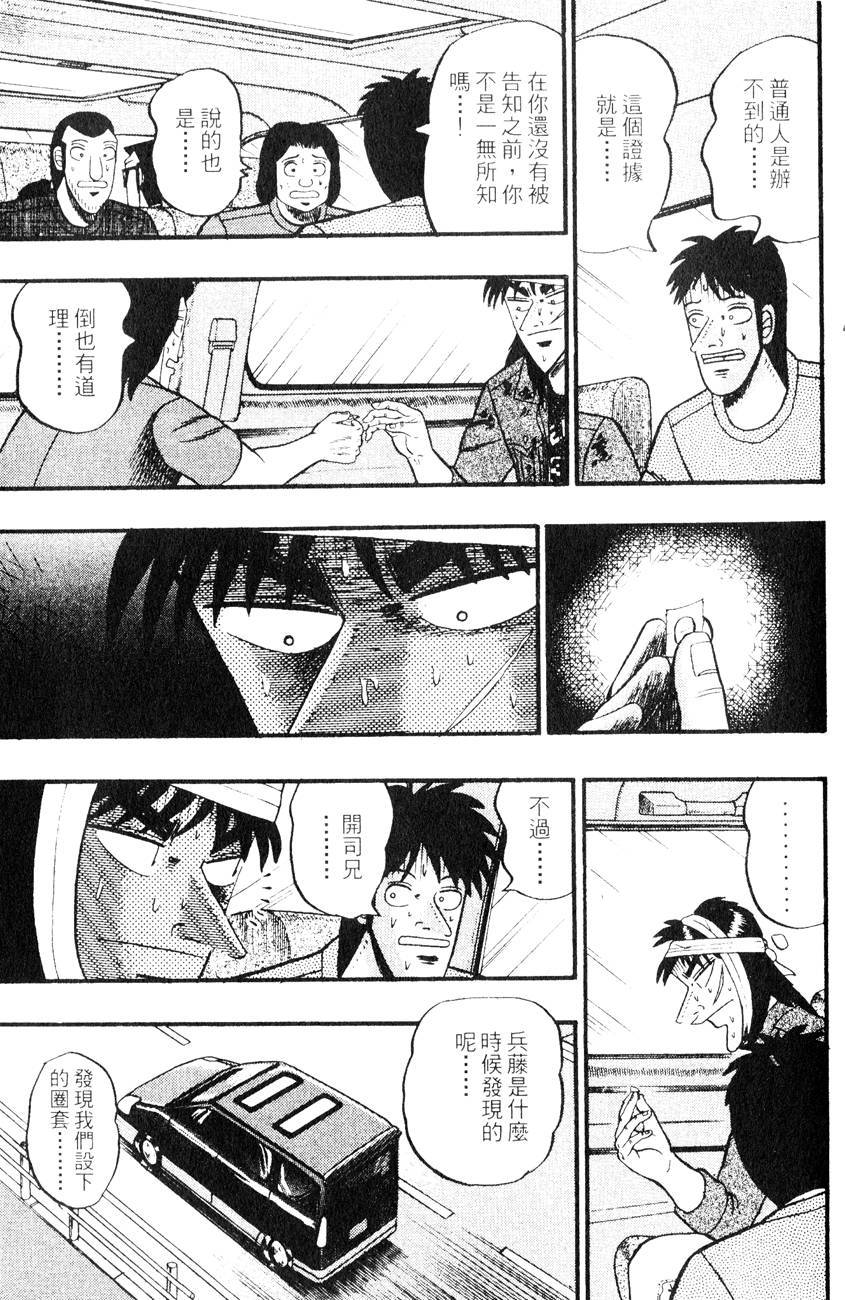 普通人是辦
不到的……
這個證據
就是……
在你還沒有被
告知之前，你
不是一無所知
嗎…！
說的也
是……
倒也有道
理………
………
不過……
開司兄
……
兵藤是什麼
時候發現的
呢……
發現我們設下
的圈套……